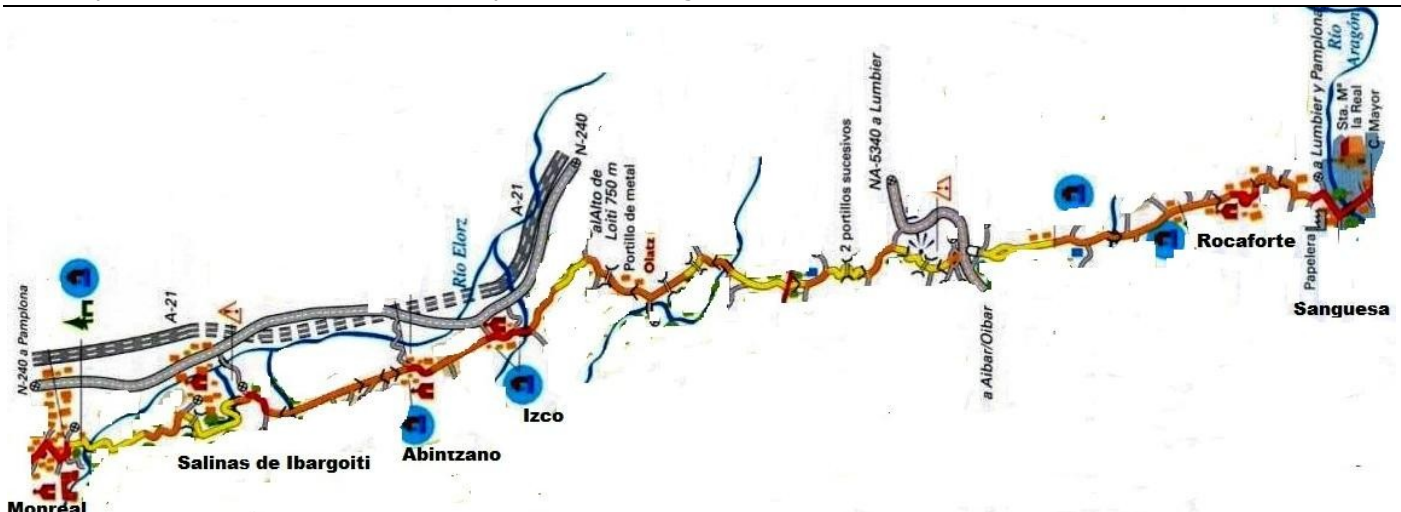 N-240 a Pamplona
A-21
Río Elorz
A-21
N-240
alAlto de
Loiti 750 m
Portillo de metal
Olatz
2 portillos sucesivos
NA-5340 a Lumbier
a Aibar/Oibar
a Lumbier y Pamplona
Río
Aragón
Sta. Mª
la Real
C. Mayor
Papelera
Rocaforte
Sanguesa
Izco
Abintzano
Salinas de Ibargoiti
Monreal